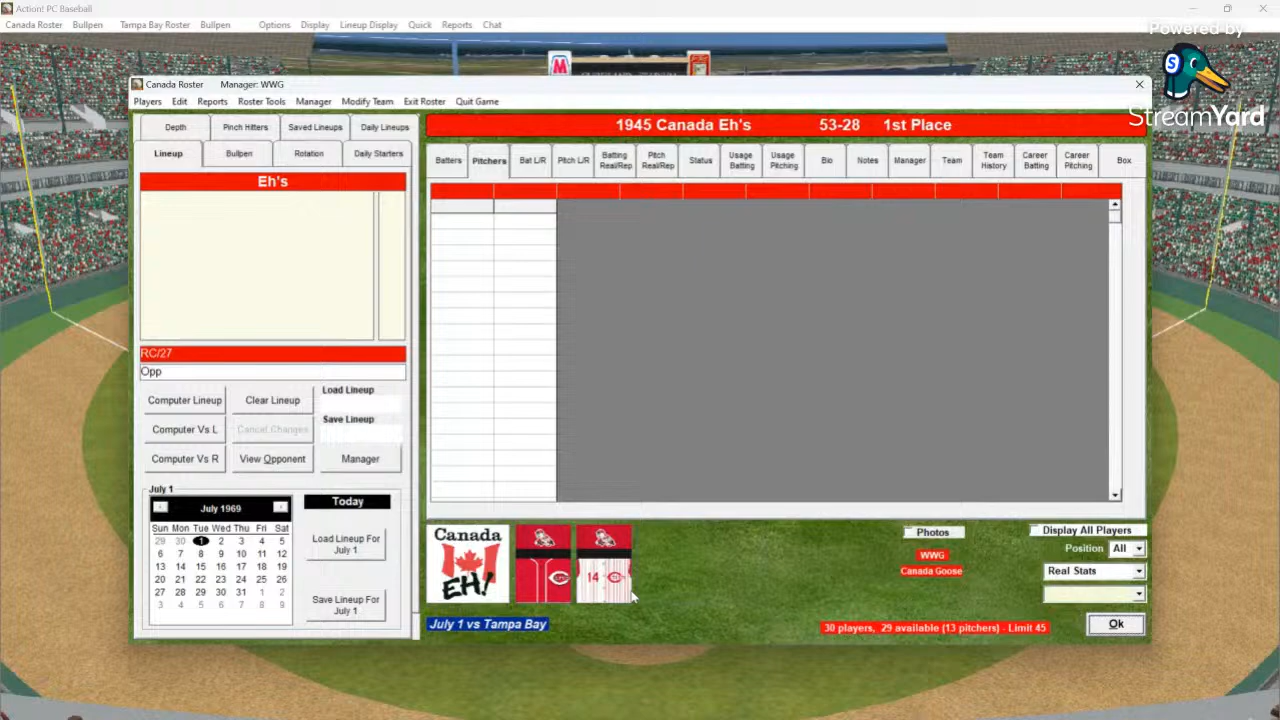 Action! PC Baseball
Canada Roster Bullpen Tampa Bay Roster Bullpen Options Display Lineup Display Quick Reports Chat
Powered by
StreamYard
Canada Roster Manager: WWG
Players Edit Reports Roster Tools Manager Modify Team Exit Roster Quit Game
Depth Pinch Hitters Saved Lineups Daily Lineups
Lineup Bullpen Rotation Daily Starters
1945 Canada Eh's 53-28 1st Place
Batters Pitchers Bat L/R Pitch L/R Batting Real/Rep Pitch Real/Rep Status Usage Batting Usage Pitching Bio Notes Manager Team Team History Career Batting Career Pitching Box
Eh's
RC/27
Opp
Computer Lineup Clear Lineup Load Lineup
Computer Vs L Cancel Changes Save Lineup
Computer Vs R View Opponent Manager
July 1
July 1969
Sun Mon Tue Wed Thu Fri Sat
29 30 1 2 3 4 5
6 7 8 9 10 11 12
13 14 15 16 17 18 19
20 21 22 23 24 25 26
27 28 29 30 31 1 2
3 4 5 6 7 8 9
Today
Load Lineup For
July 1
Save Lineup For
July 1
Canada
EH!
14
Photos
WWG
Canada Goose
Display All Players
Position All
Real Stats
July 1 vs Tampa Bay
30 players, 29 available (13 pitchers) - Limit 45
Ok